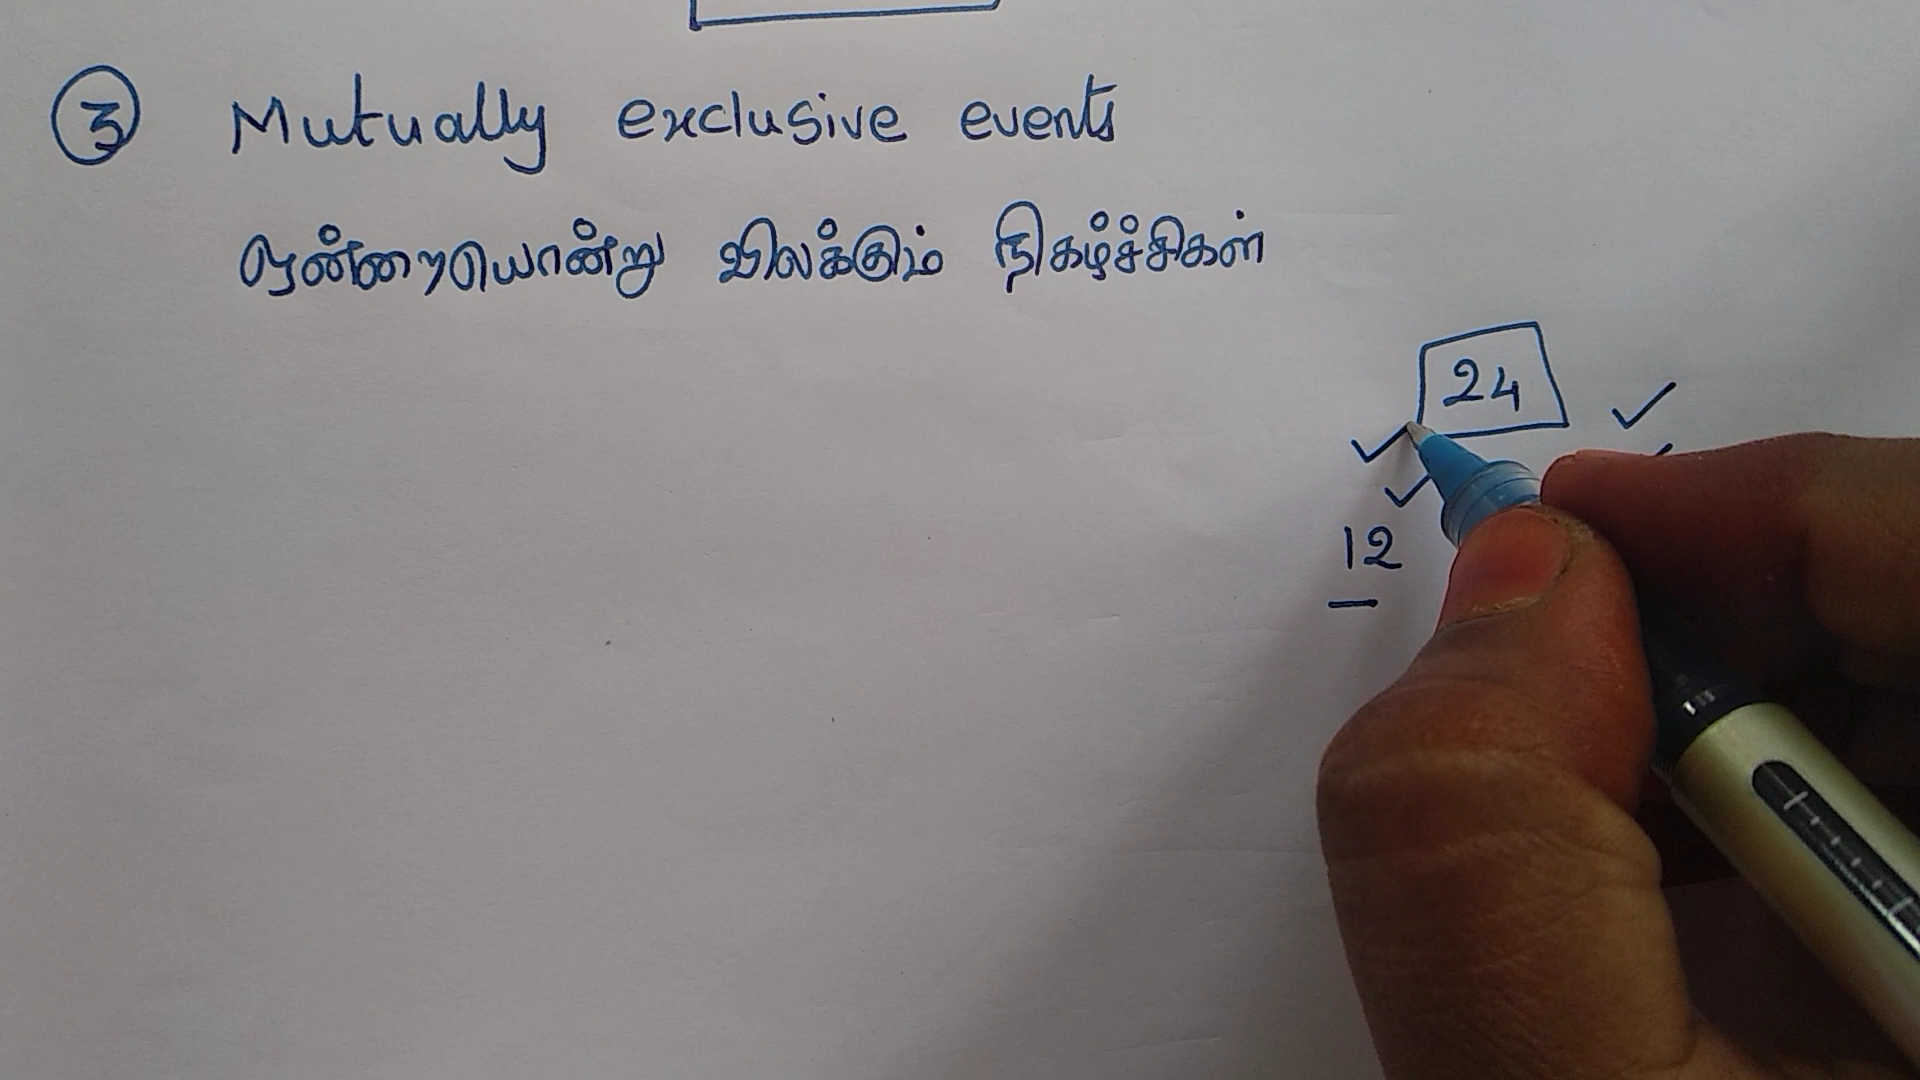 3 Mutually exclusive events
ஒன்றையொன்று விலக்கும் நிகழ்ச்சிகள்
24
12